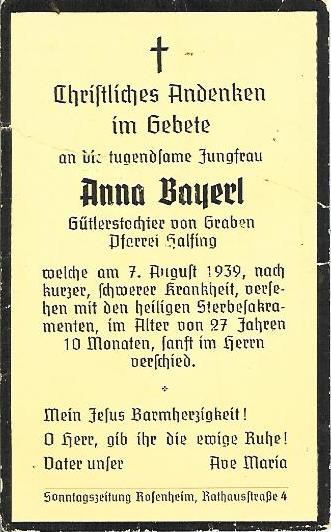 Christliches Andenken
im Gebete
an die tugendsame Jungfrau
Anna Bayerl
Gütlerstochter von Graben
Pfarrei Halfing
welche am 7. August 1939, nach
kurzer, schwerer Krankheit, verse-
hen mit den heiligen Sterbesakra-
menten, im Alter von 27 Jahren
10 Monaten, sanft im Herrn
verschied.
Mein Jesus Barmherzigkeit!
O Herr, gib ihr die ewige Ruhe!
Vater unser Ave Maria
Sonntagszeitung Rosenheim, Rathausstraße 4